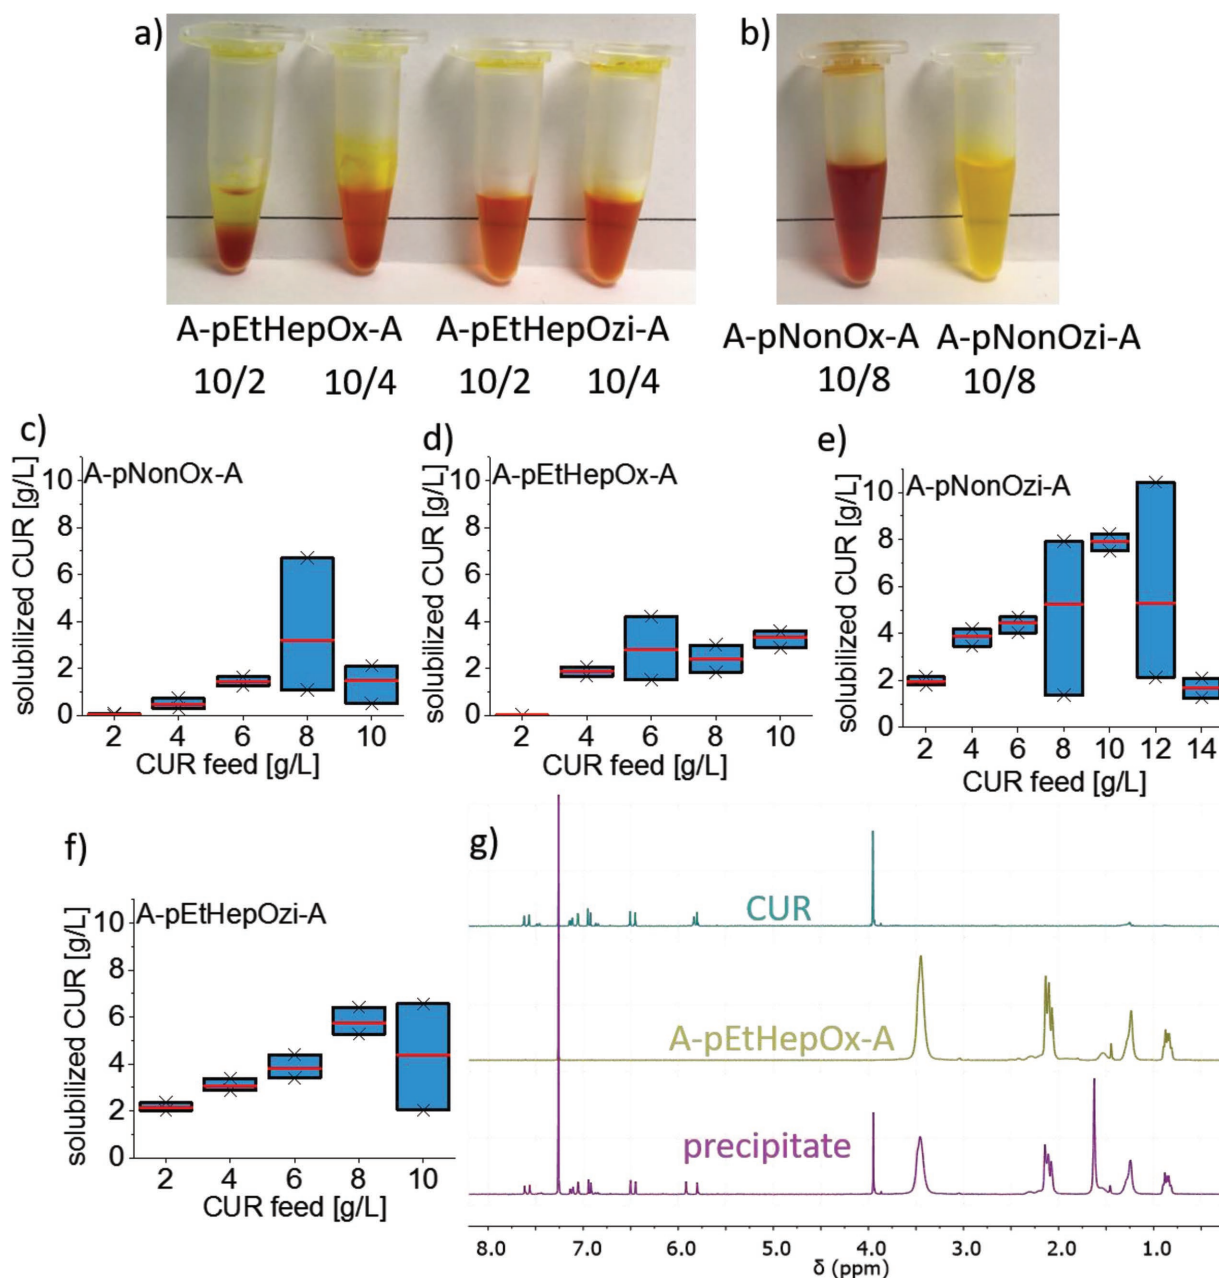 a)
b)
A-pEtHepOx-A A-pEtHepOzi-A
10/2 10/4 10/2 10/4
A-pNonOx-A A-pNonOzi-A
10/8 10/8
c)
A-pNonOx-A
solubilized CUR [g/L]
10
8
6
4
2
0
2 4 6 8 10
CUR feed [g/L]
d)
A-pEtHepOx-A
solubilized CUR [g/L]
10
8
6
4
2
0
2 4 6 8 10
CUR feed [g/L]
e)
A-pNonOzi-A
solubilized CUR [g/L]
10
8
6
4
2
0
2 4 6 8 10 12 14
CUR feed [g/L]
f)
A-pEtHepOzi-A
solubilized CUR [g/L]
10
8
6
4
2
0
2 4 6 8 10
CUR feed [g/L]
g)
CUR
A-pEtHepOx-A
precipitate
8.0 7.0 6.0 5.0 4.0 3.0 2.0 1.0
δ (ppm)